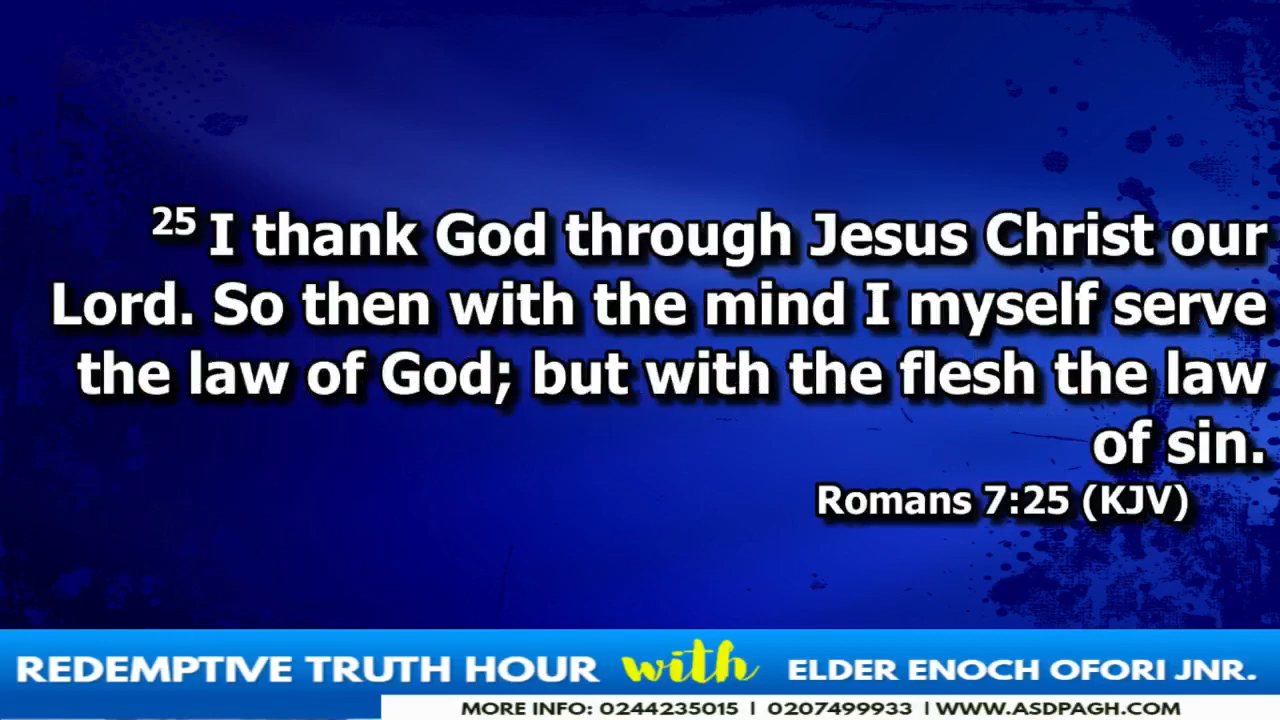 25 I thank God through Jesus Christ our
Lord. So then with the mind I myself serve
the law of God; but with the flesh the law
of sin.
Romans 7:25 (KJV)
REDEMPTIVE TRUTH HOUR with ELDER ENOCH OFORI JNR.
MORE INFO: 0244235015 | 0207499933 | WWW.ASDPAGH.COM